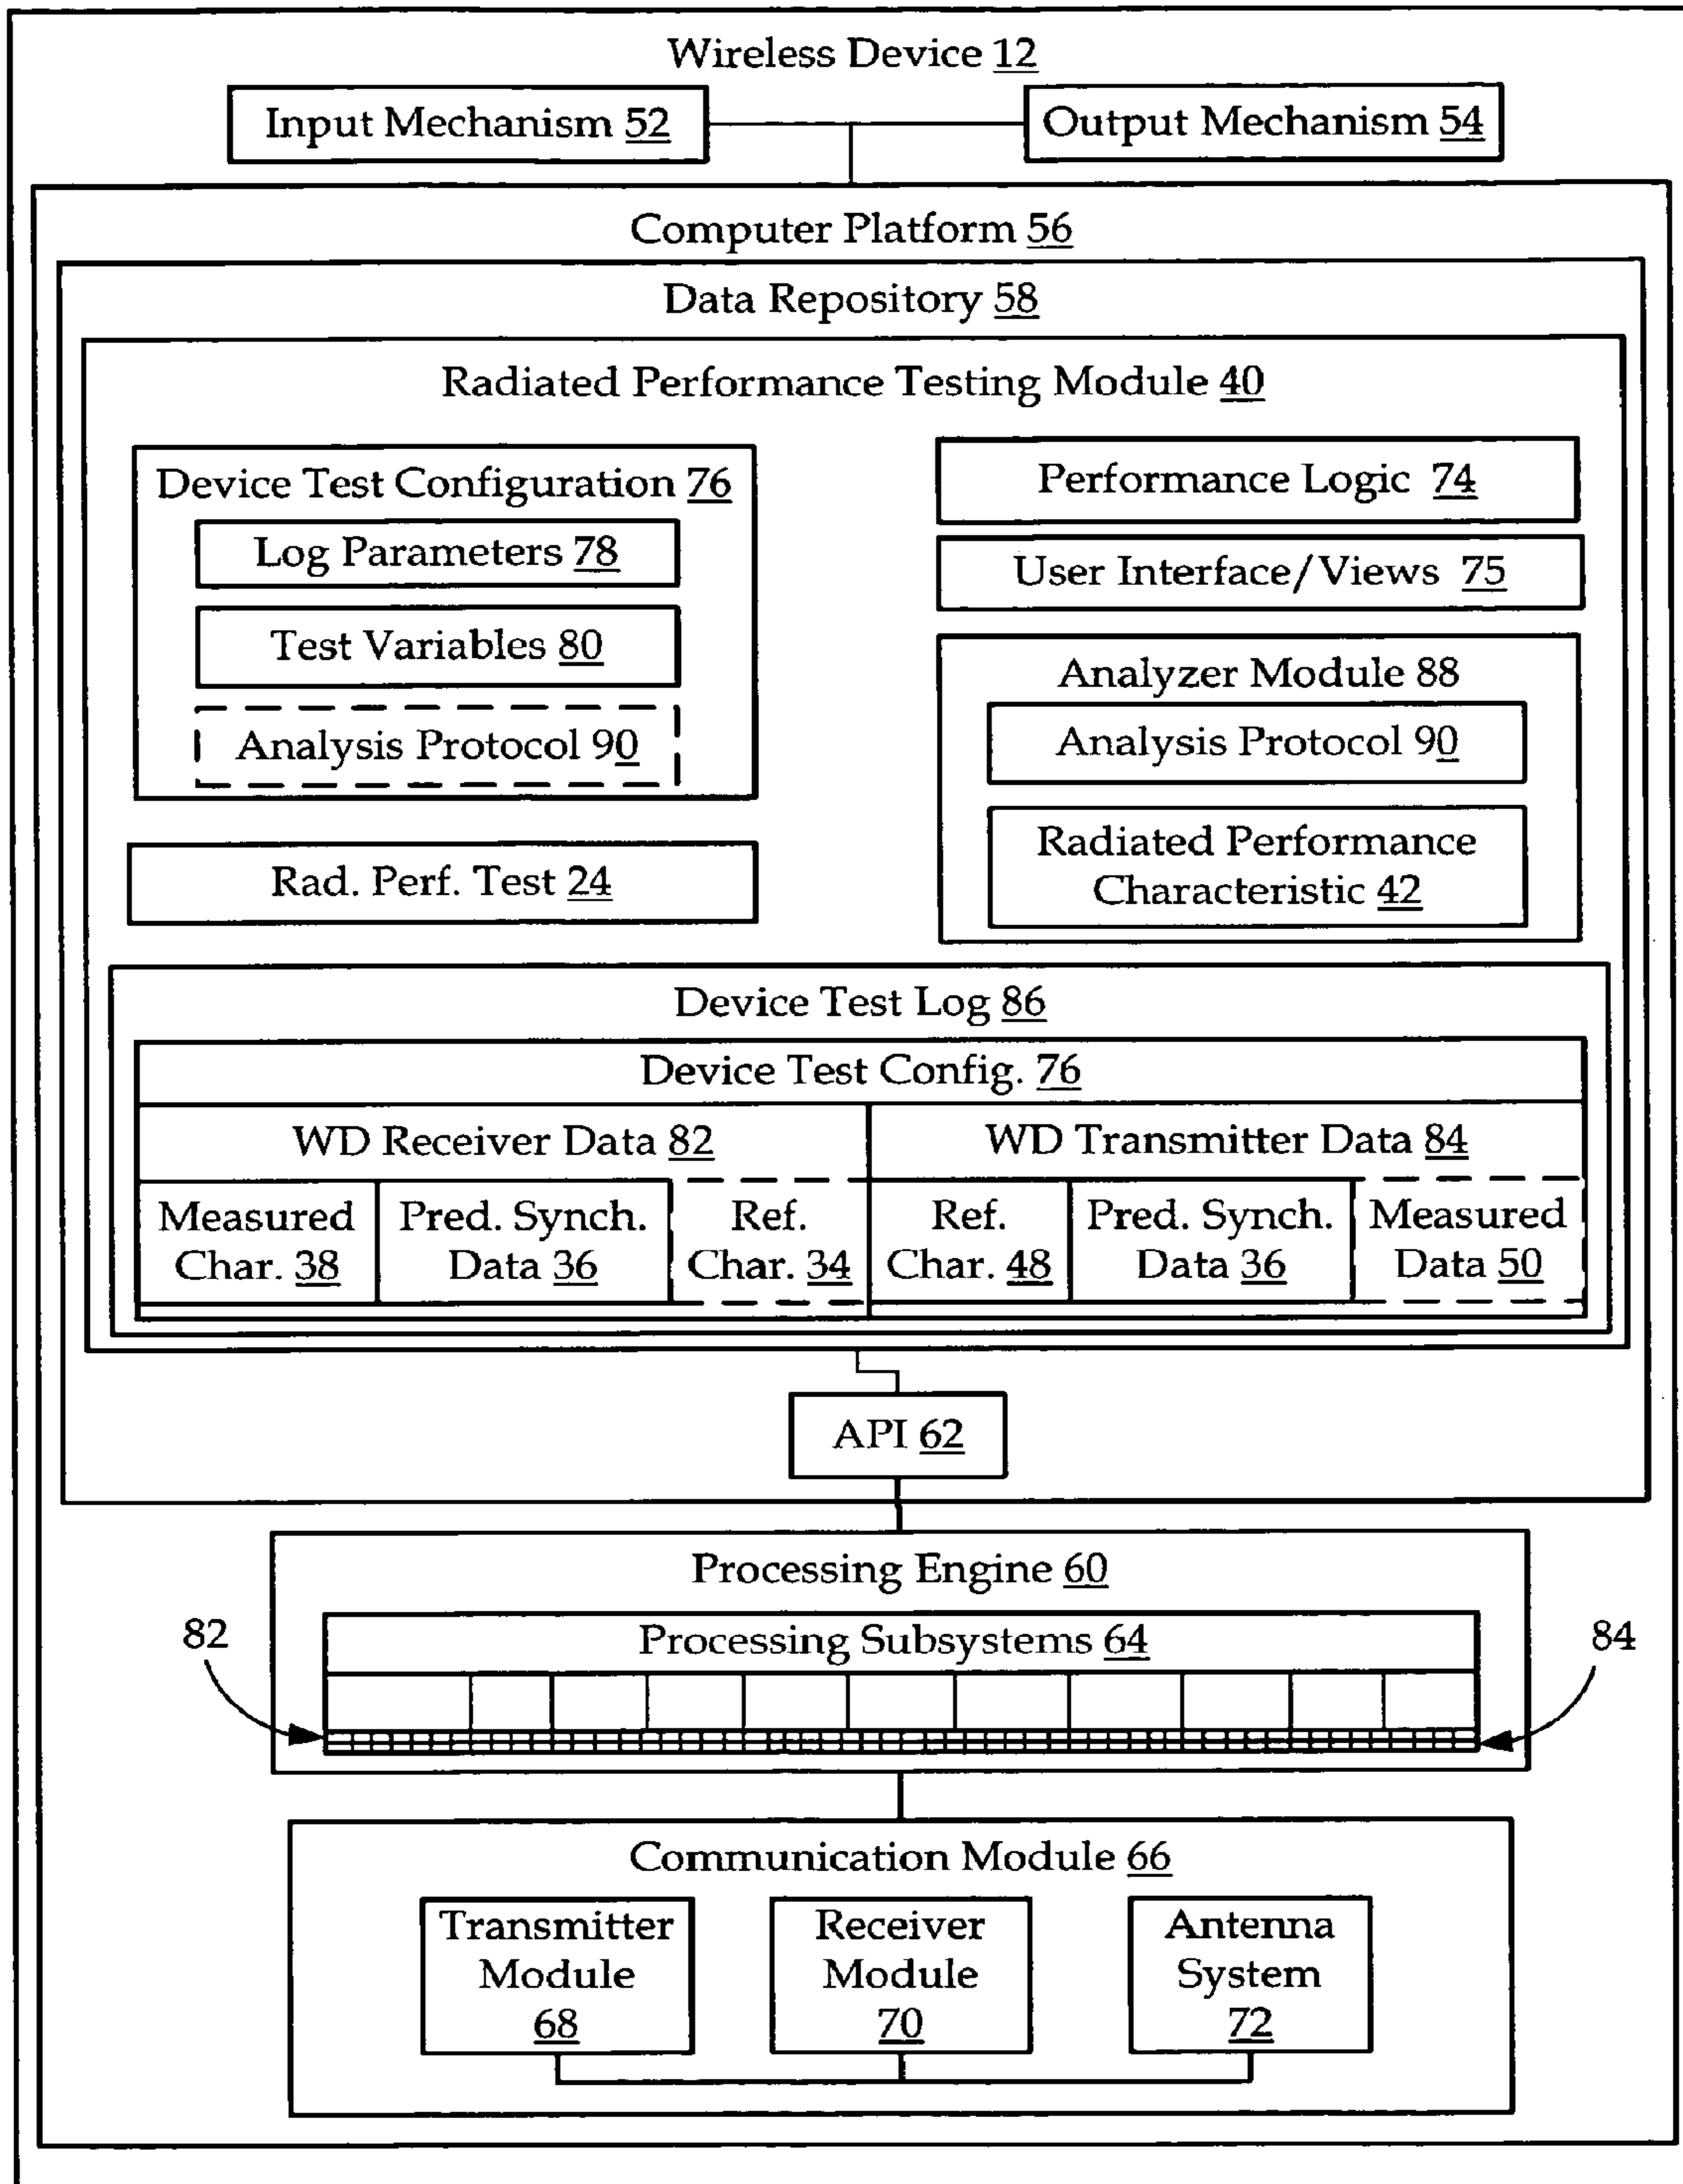 Wireless Device 12
Input Mechanism 52
Output Mechanism 54
Computer Platform 56
Data Repository 58
Radiated Performance Testing Module 40
Device Test Configuration 76
Log Parameters 78
Test Variables 80
Analysis Protocol 90
Rad. Perf. Test 24
Performance Logic 74
User Interface/Views 75
Analyzer Module 88
Analysis Protocol 90
Radiated Performance
Characteristic 42
Device Test Log 86
Device Test Config. 76
WD Receiver Data 82
WD Transmitter Data 84
Measured
Char. 38
Pred. Synch.
Data 36
Ref.
Char. 34
Ref.
Char. 48
Pred. Synch.
Data 36
Measured
Data 50
API 62
Processing Engine 60
82
Processing Subsystems 64
84
Communication Module 66
Transmitter
Module
68
Receiver
Module
70
Antenna
System
72